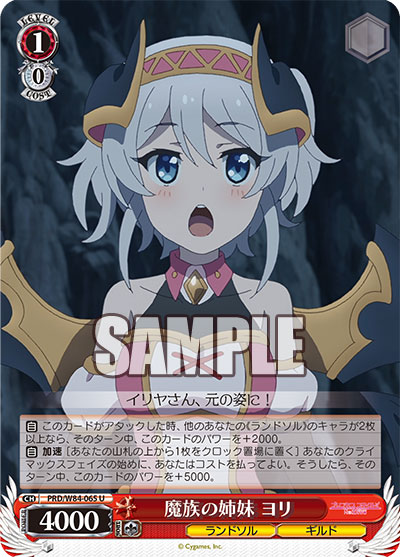 LEVEL
1
0
COST
SAMPLE
イリヤさん、元の姿に！
自 このカードがアタックした時、他のあなたの《ランドソル》のキャラが2枚
以上なら、そのターン中、このカードのパワーを＋2000。
自 加速 [あなたの山札の上から1枚をクロック置場に置く] あなたのクライ
マックスフェイズの始めに、あなたはコストを払ってよい。そうしたら、そ
のターン中、このカードのパワーを＋5000。
CH PRD/W84-065 U
POWER 4000
魔族の姉妹 ヨリ
ランドソル ギルド
© Cygames, Inc.